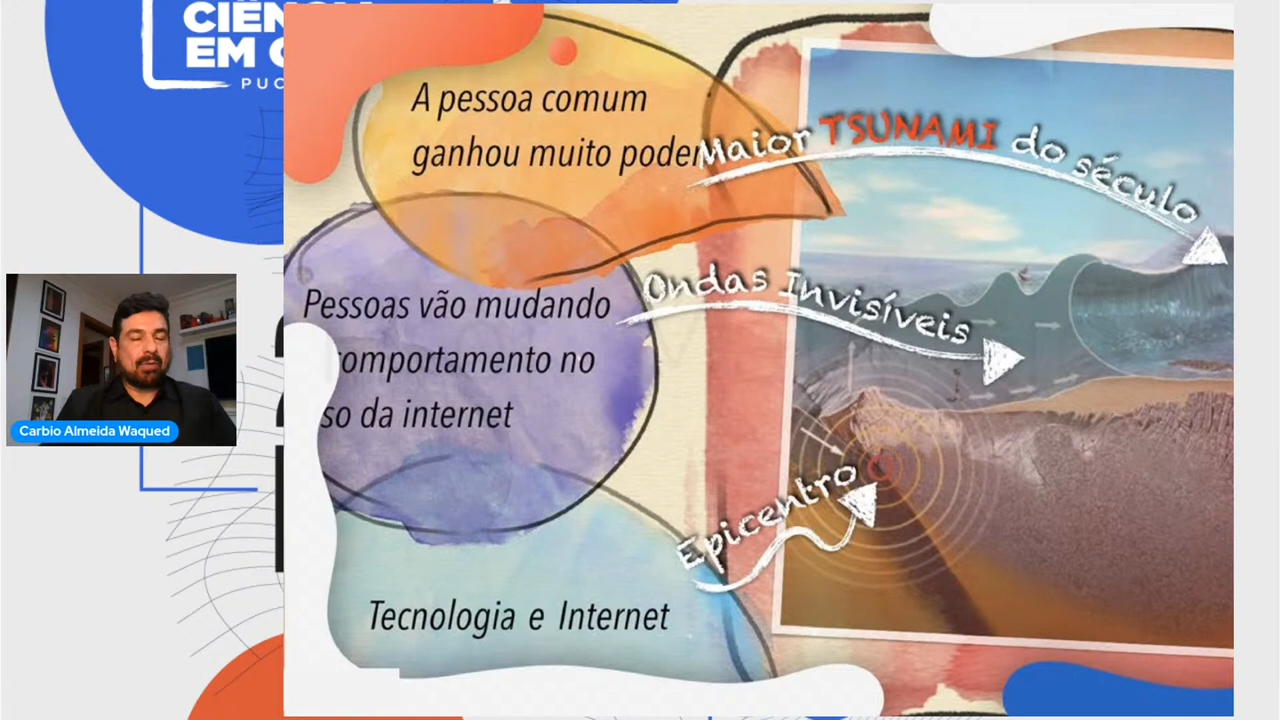 CIÊN
EM C
PUC
A pessoa comum
ganhou muito poder
Maior TSUNAMI do século
Pessoas vão mudando
comportamento no
so da internet
Ondas Invisíveis
Epicentro
Tecnologia e Internet
Carbio Almeida Waqued